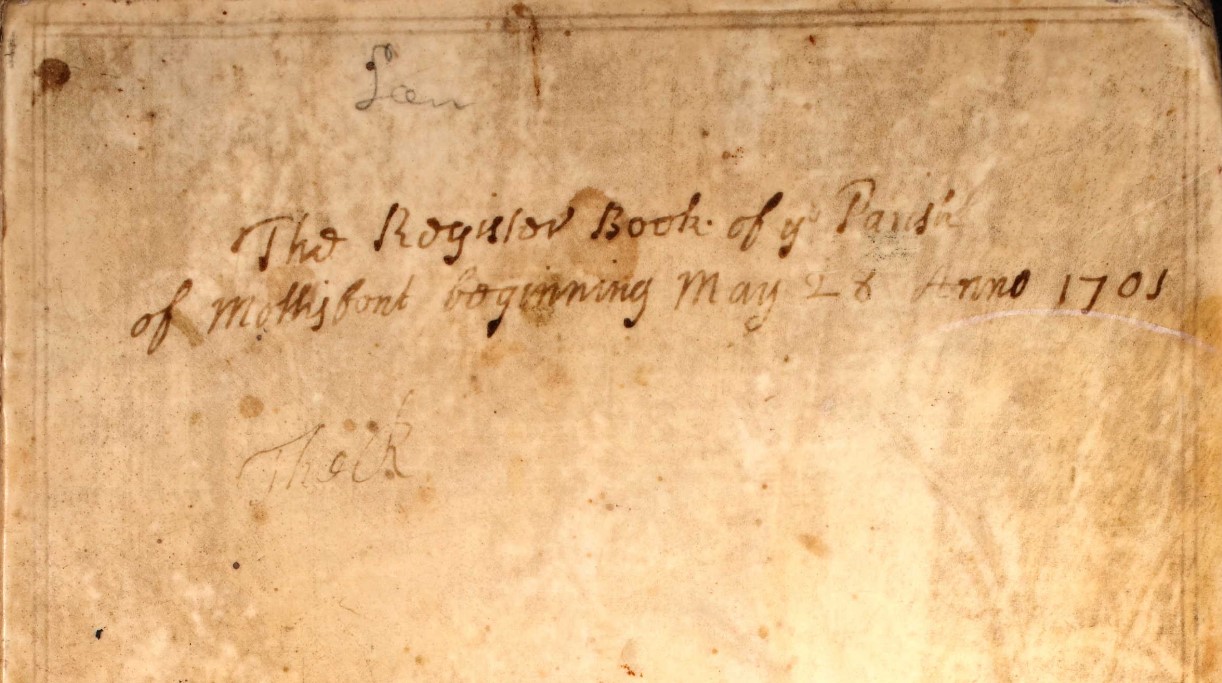 The Register Book. of ye Parish
of Mottisfont beginning May 28 Anno 1701